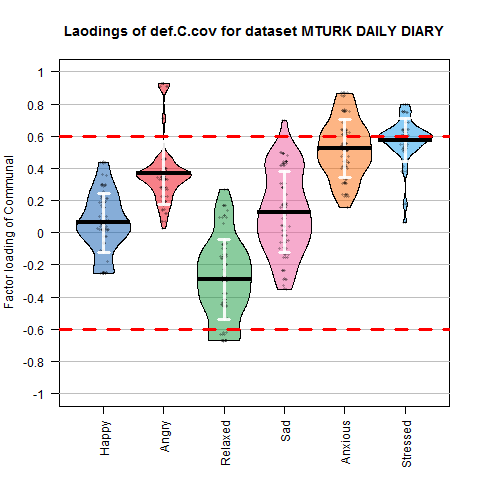 Laodings of def.C.cov for dataset MTURK DAILY DIARY
Factor loading of Communal
1
0.8
0.6
0.4
0.2
0
-0.2
-0.4
-0.6
-0.8
-1
Happy
Angry
Relaxed
Sad
Anxious
Stressed